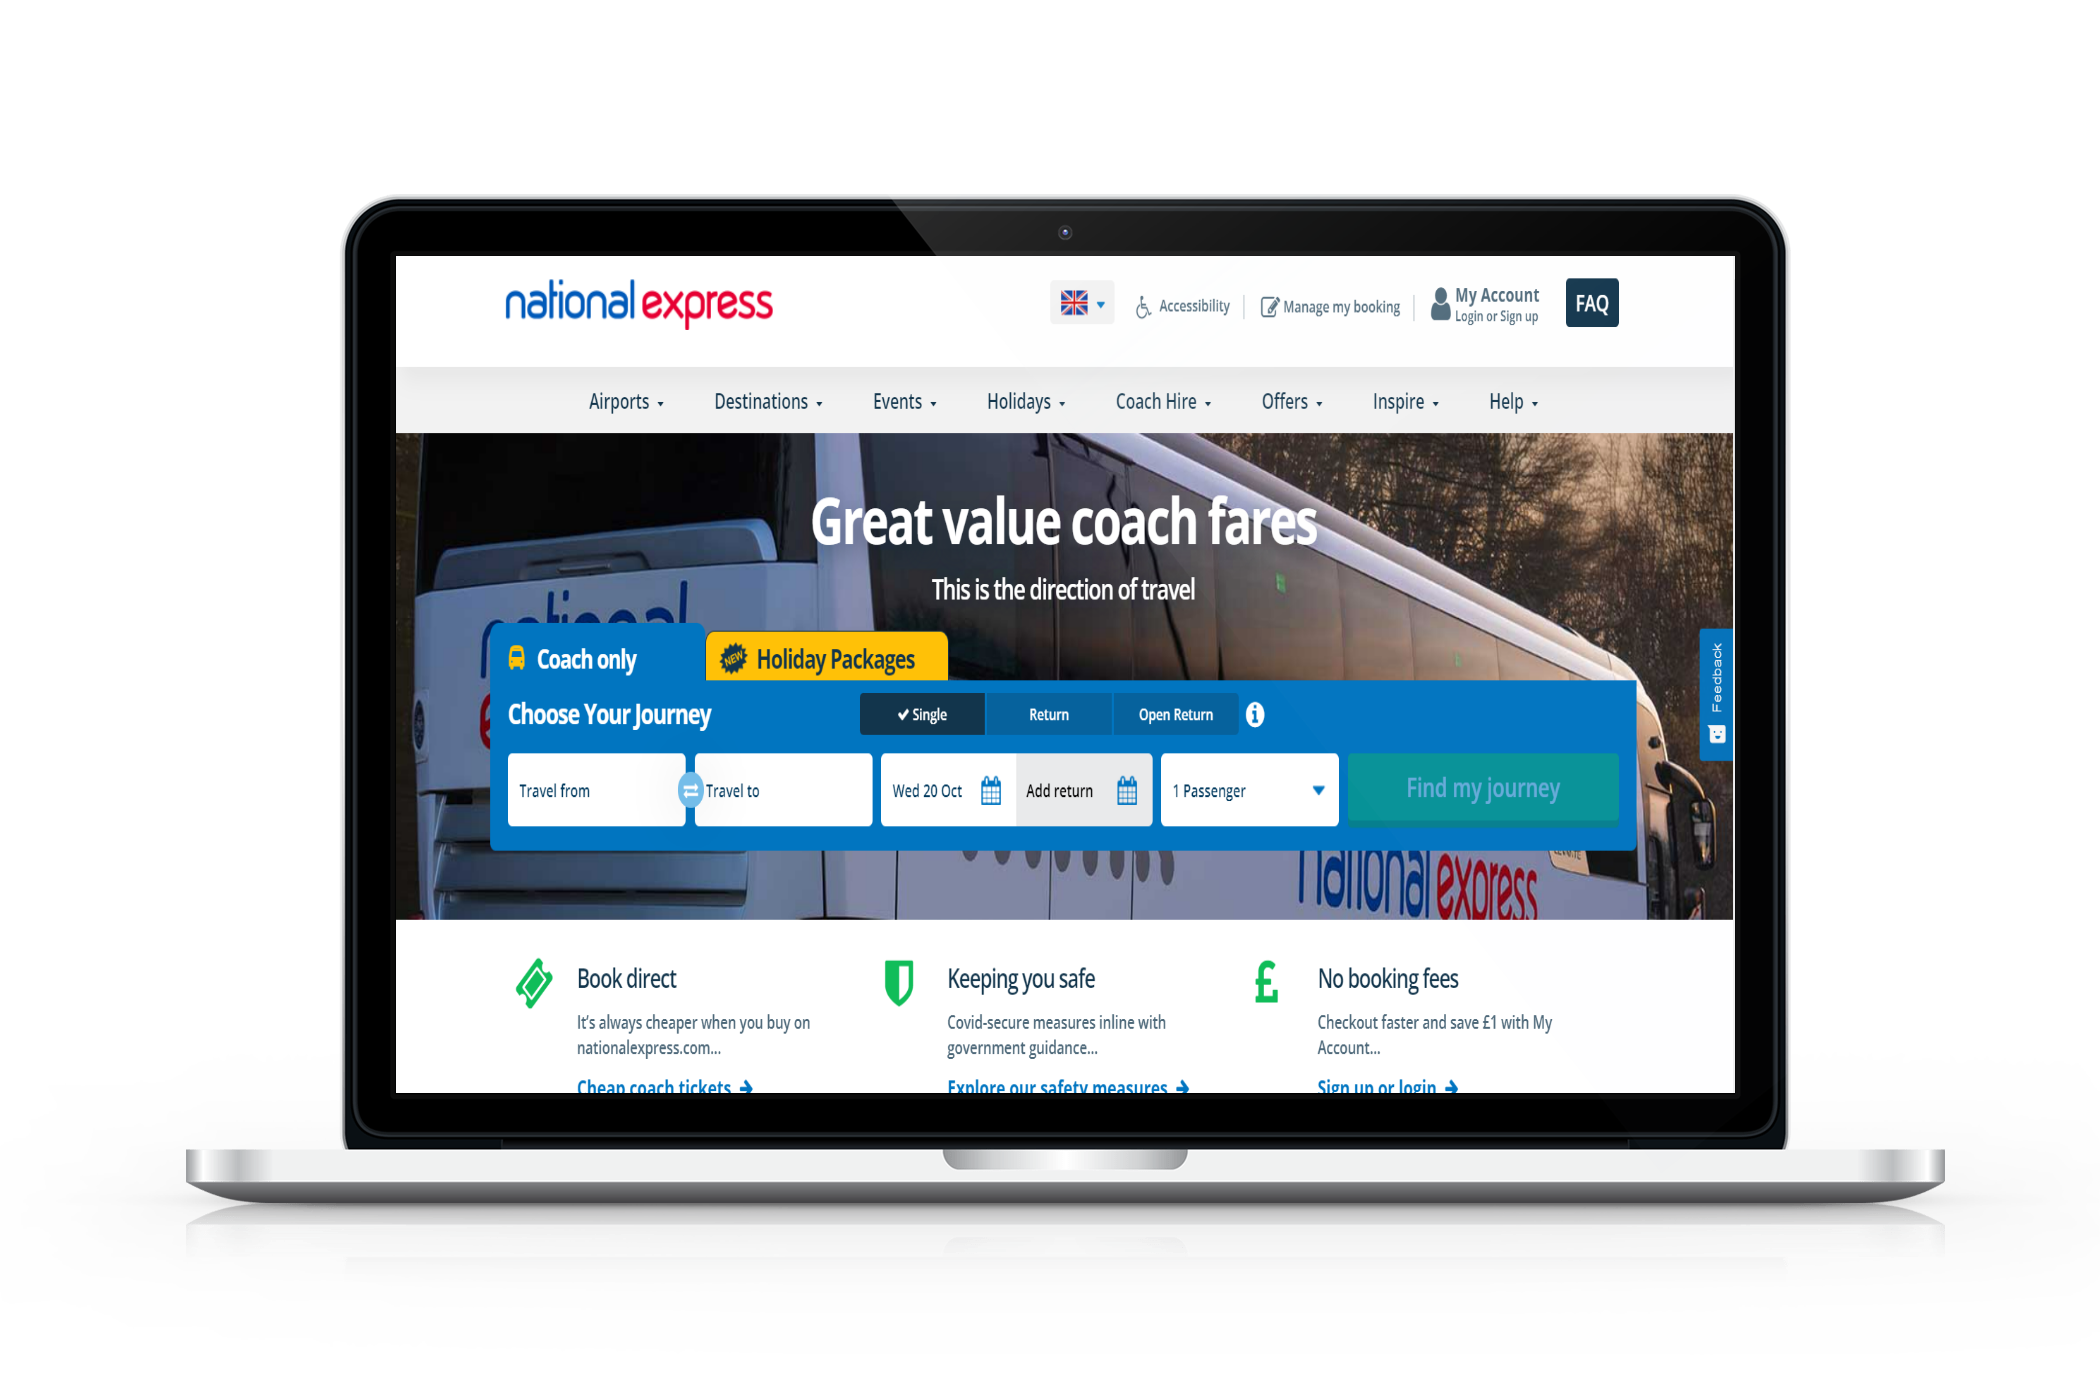 national express
Accessibility
Manage my booking
My Account
Login or Sign up
FAQ
Airports
Destinations
Events
Holidays
Coach Hire
Offers
Inspire
Help
Great value coach fares
This is the direction of travel
national
Coach only
NEW
Holiday Packages
Choose Your Journey
Single
Return
Open Return
Feedback
Travel from
Travel to
Wed 20 Oct
Add return
1 Passenger
Find my journey
national express
Book direct
It's always cheaper when you buy on
nationalexpress.com...
Cheap coach tickets
Keeping you safe
Covid-secure measures inline with
government guidance...
Explore our safety measures
£
No booking fees
Checkout faster and save £1 with My
Account...
Sign up or login